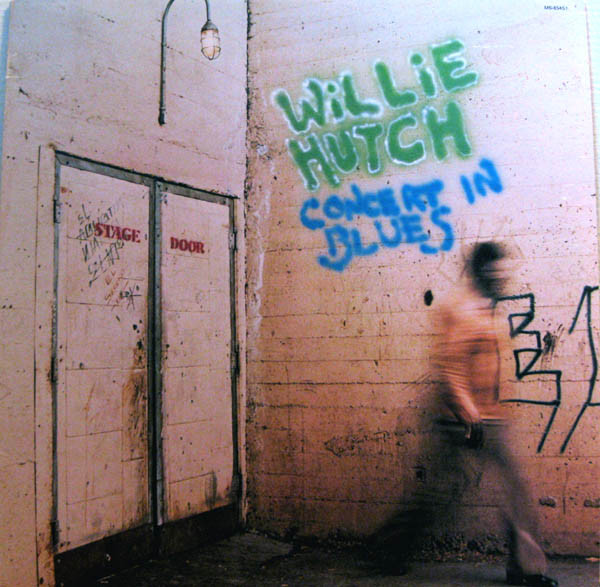 WiLLiE
HUTCH
CONCERT IN
BLUES
STAGE DOOR